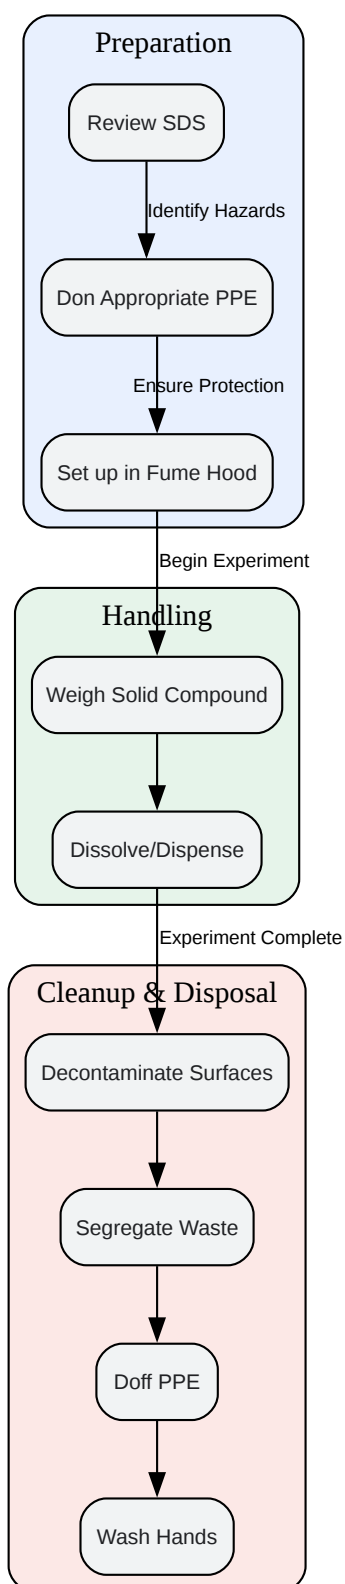 Preparation
Review SDS
Identify Hazards
Don Appropriate PPE
Ensure Protection
Set up in Fume Hood
Begin Experiment
Handling
Weigh Solid Compound
Dissolve/Dispense
Experiment Complete
Cleanup & Disposal
Decontaminate Surfaces
Segregate Waste
Doff PPE
Wash Hands